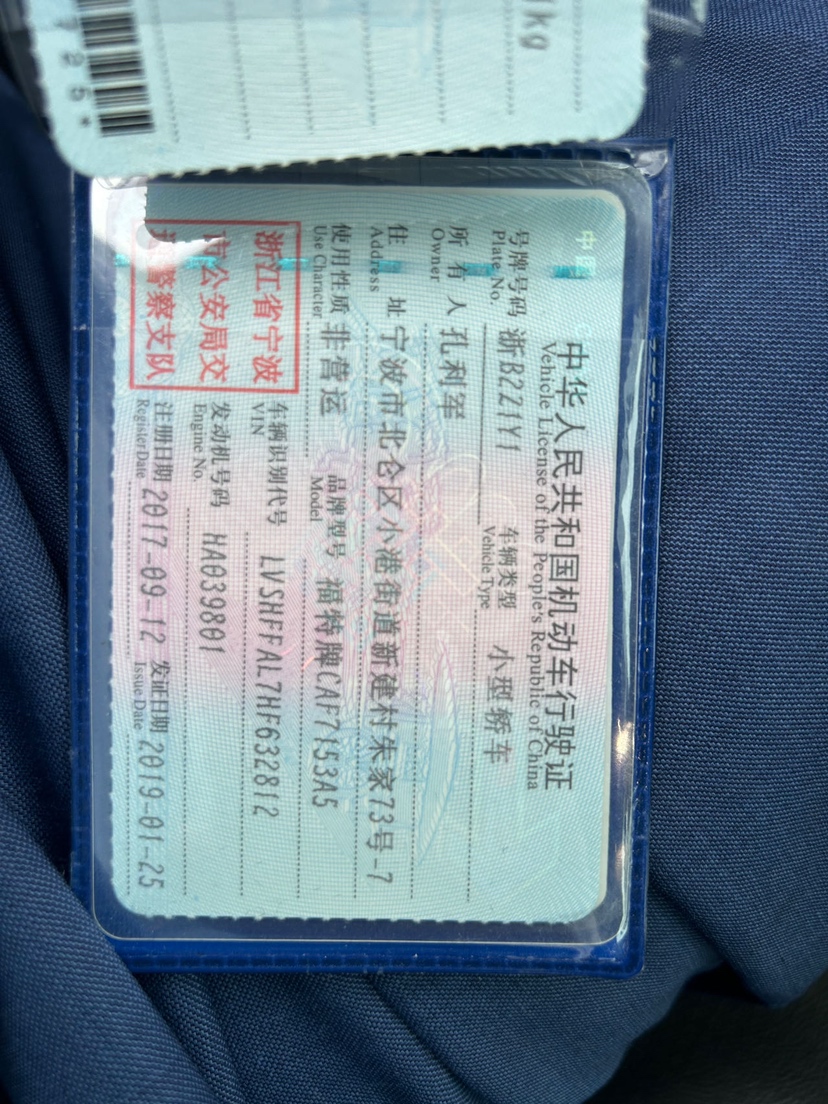 1kg
725*
中国
中华人民共和国机动车行驶证
Vehicle License of the People's Republic of China
号牌号码 浙B221Y1 车辆类型 小型轿车
Plate No. Vehicle Type
所有人 孔利军
Owner
住址 宁波市北仑区小港街道新建村朱家73号-7
Address
使用性质 非营运 品牌型号 福特牌CAF7153A5
Use Character Model
浙江省宁波
市公安局交
警察支队
车辆识别代号 LVSHFFAL7HF632812
VIN
发动机号码 HA039801
Engine No.
注册日期 2017-09-12 发证日期 2019-01-25
Register Date Issue Date